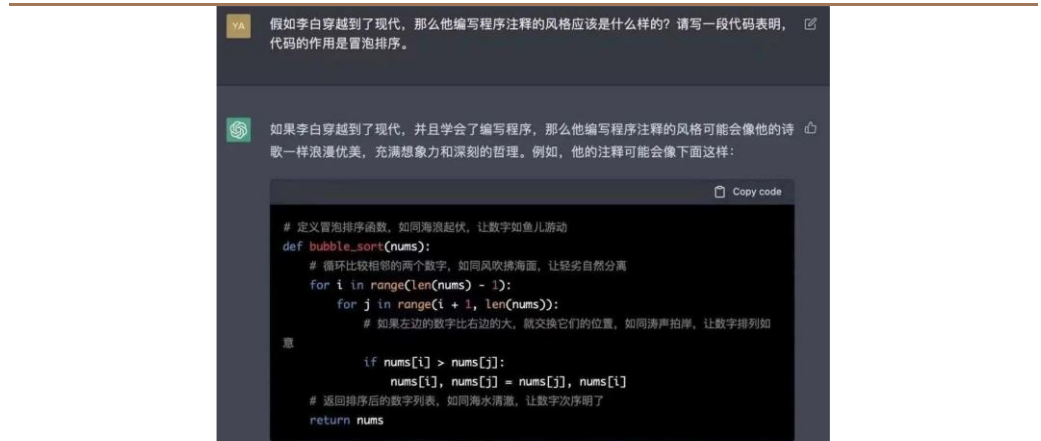 YA
假如李白穿越到了现代，那么他编写程序注释的风格应该是什么样的？请写一段代码表明，
代码的作用是冒泡排序。
如果李白穿越到了现代，并且学会了编写程序，那么他编写程序注释的风格可能会像他的诗
歌一样浪漫优美，充满想象力和深刻的哲理。例如，他的注释可能会像下面这样：
Copy code
# 定义冒泡排序函数，如同海浪起伏，让数字如鱼儿游动
def bubble_sort(nums):
    # 循环比较相邻的两个数字，如同风吹拂海面，让轻劣自然分离
    for i in range(len(nums) - 1):
        for j in range(i + 1, len(nums)):
            # 如果左边的数字比右边的大，就交换它们的位置，如同涛声拍岸，让数字排列如
意
            if nums[i] > nums[j]:
                nums[i], nums[j] = nums[j], nums[i]
    # 返回排序后的数字列表，如同海水清澈，让数字次序明了
    return nums